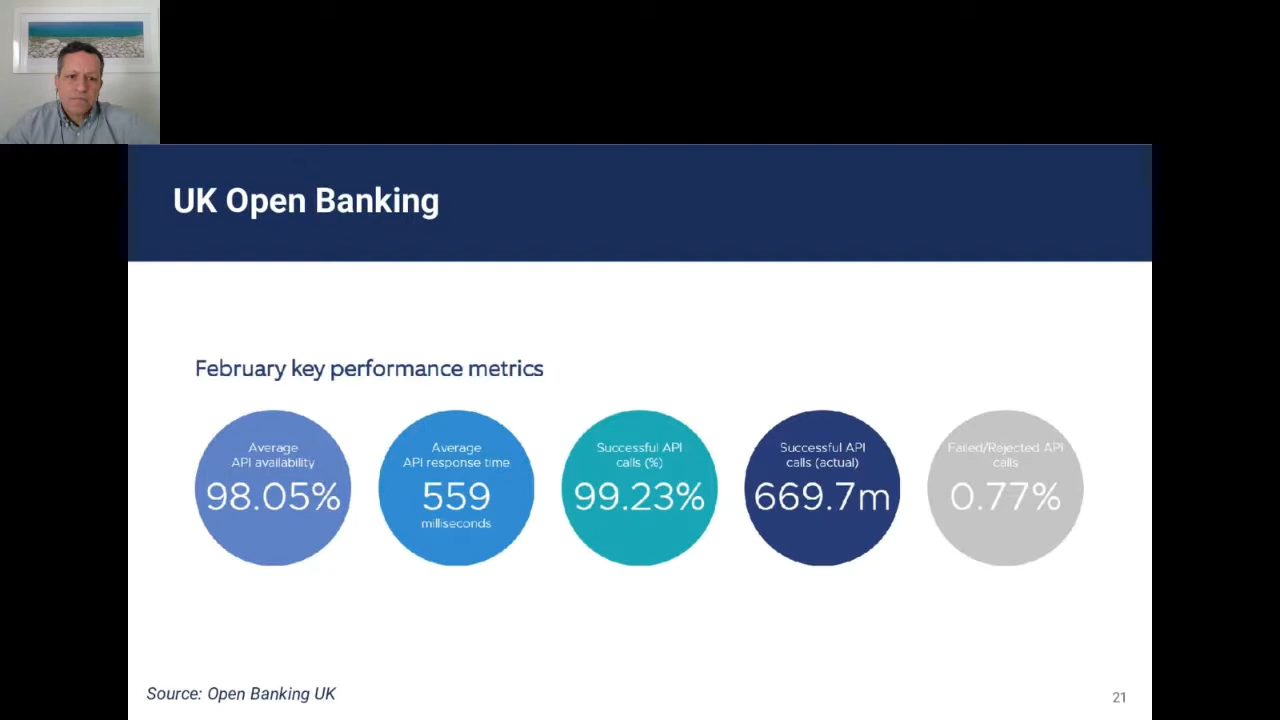 UK Open Banking
February key performance metrics
Average
API availability
98.05%
Average
API response time
559
milliseconds
Successful API
calls (%)
99.23%
Successful API
calls (actual)
669.7m
Failed/Rejected API
calls
0.77%
Source: Open Banking UK
21